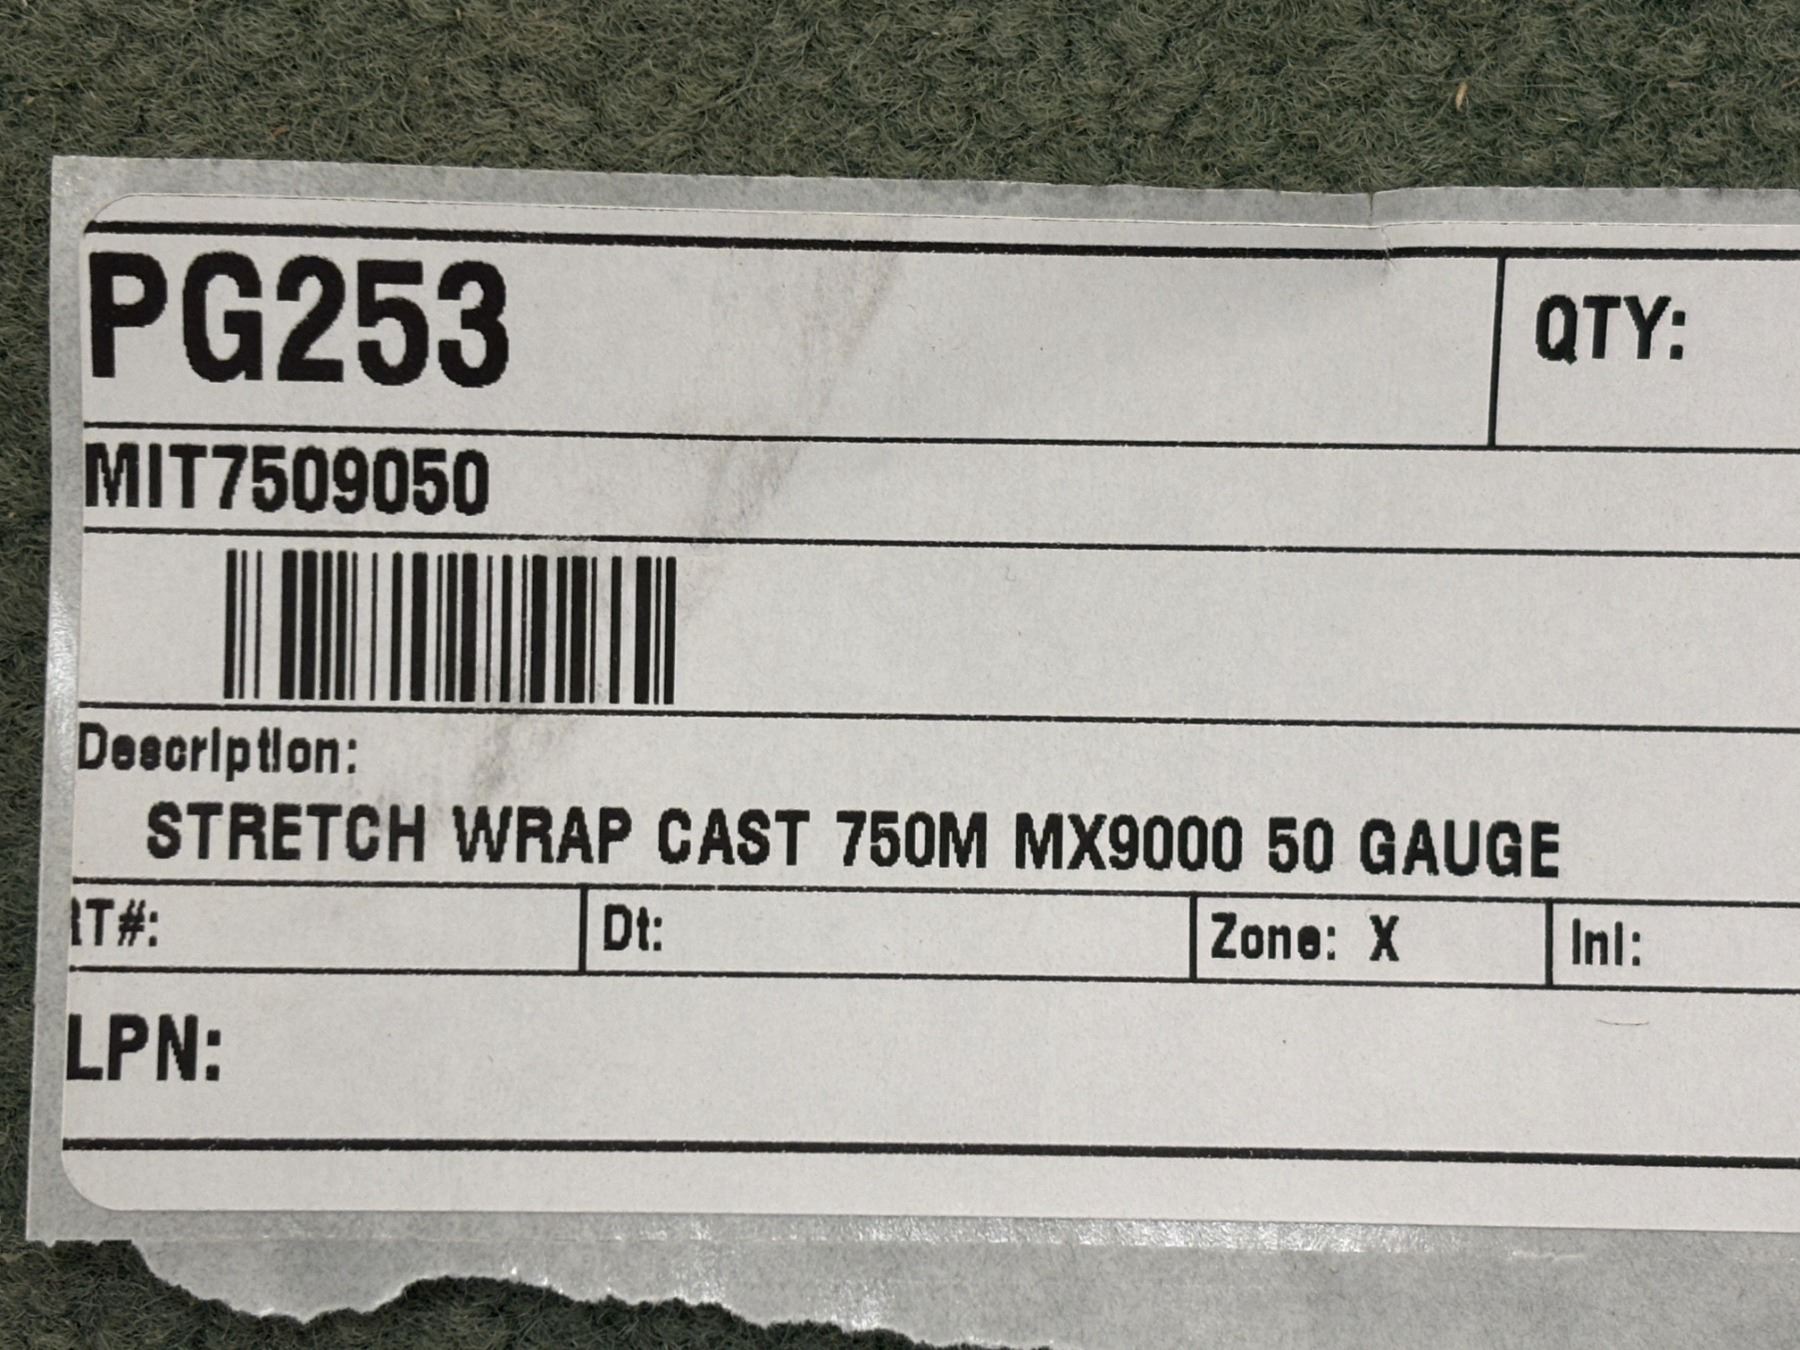 PG253
QTY:
MIT7509050
Description:
STRETCH WRAP CAST 750M MX9000 50 GAUGE
RT#: Dt: Zone: X Inl:
LPN: